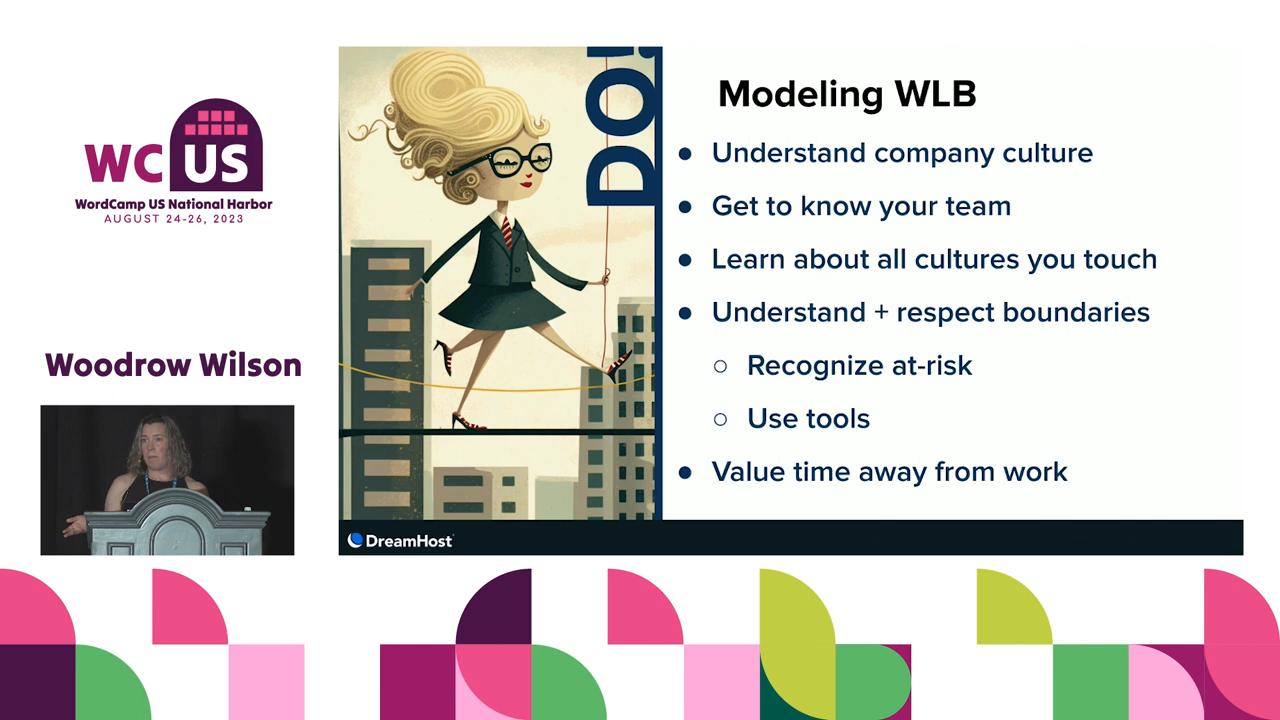 WC US
WordCamp US National Harbor
AUGUST 24-26, 2023
Woodrow Wilson
DO!
Modeling WLB
● Understand company culture
● Get to know your team
● Learn about all cultures you touch
● Understand + respect boundaries
○ Recognize at-risk
○ Use tools
● Value time away from work
DreamHost